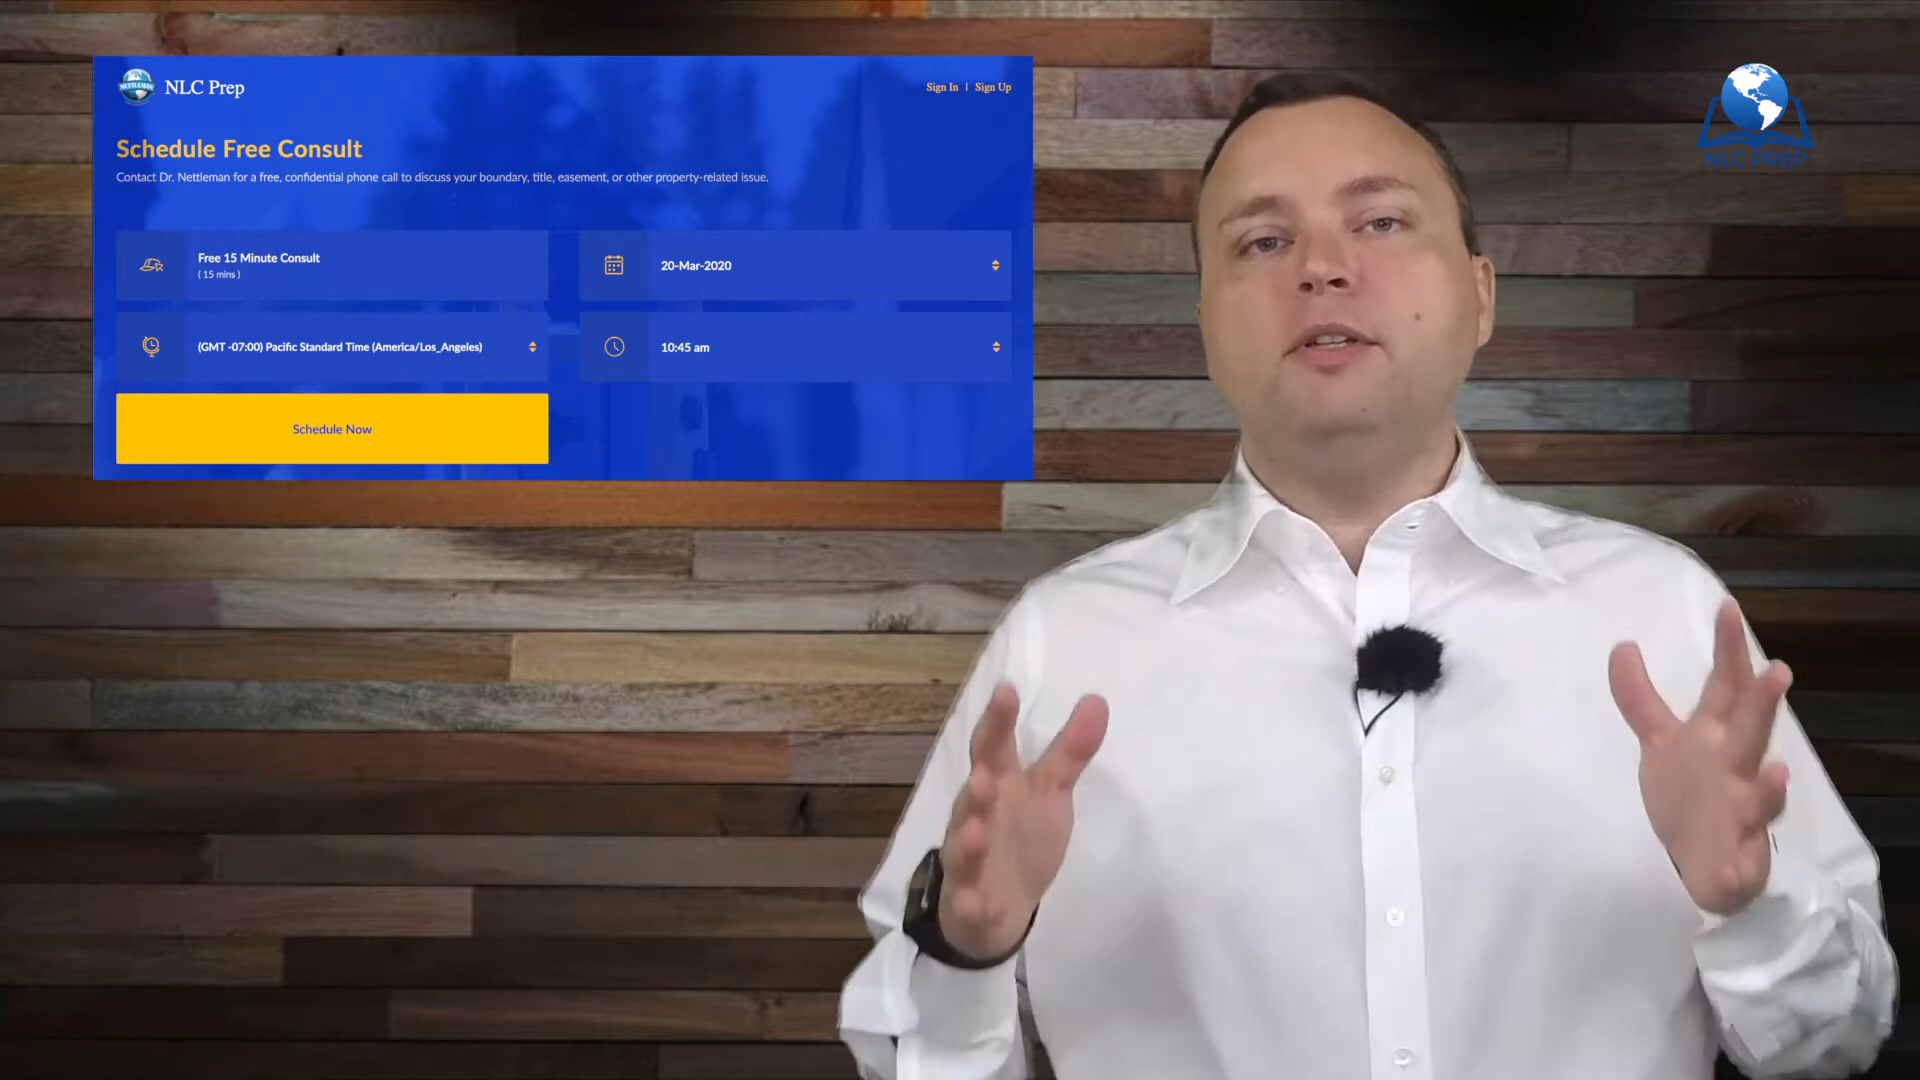 NETTLEMAN
NLC Prep
Sign In | Sign Up
NLC PREP
Schedule Free Consult
Contact Dr. Nettleman for a free, confidential phone call to discuss your boundary, title, easement, or other property-related issue.
Free 15 Minute Consult
( 15 mins )
20-Mar-2020
(GMT -07:00) Pacific Standard Time (America/Los_Angeles)
10:45 am
Schedule Now